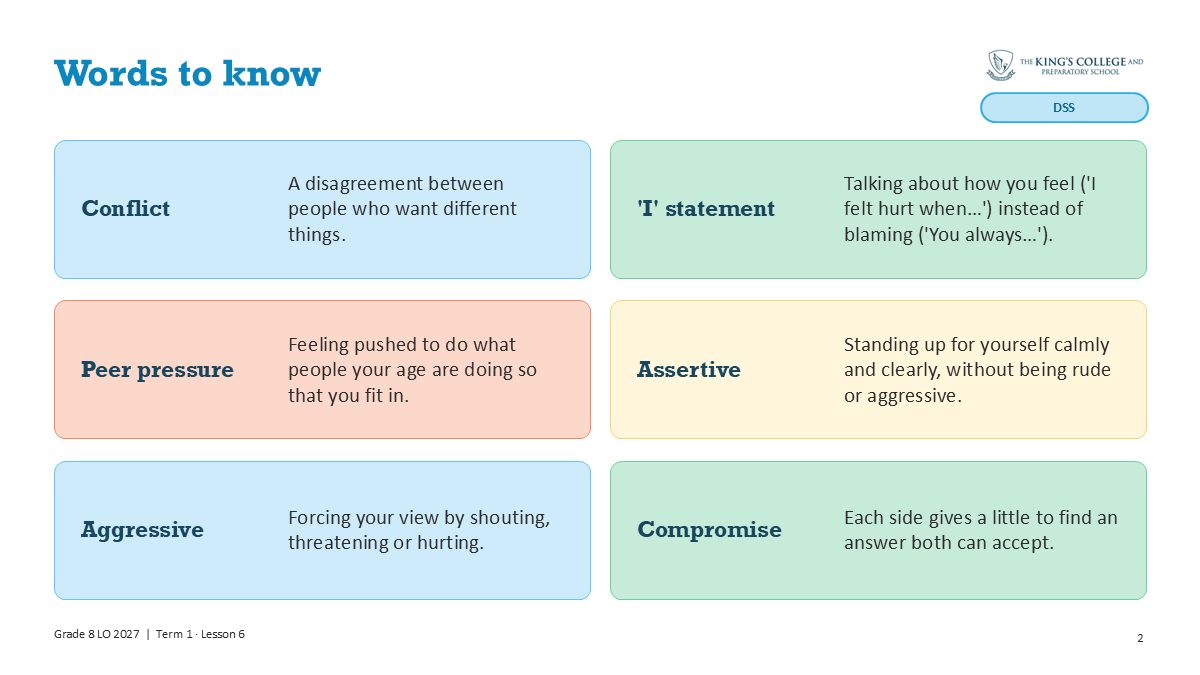 Words to know
THE KING'S COLLEGE AND
PREPARATORY SCHOOL
DSS
Conflict
A disagreement between
people who want different
things.
'I' statement
Talking about how you feel ('I
felt hurt when...') instead of
blaming ('You always...').
Peer pressure
Feeling pushed to do what
people your age are doing so
that you fit in.
Assertive
Standing up for yourself calmly
and clearly, without being rude
or aggressive.
Aggressive
Forcing your view by shouting,
threatening or hurting.
Compromise
Each side gives a little to find an
answer both can accept.
Grade 8 LO 2027 | Term 1 · Lesson 6
2